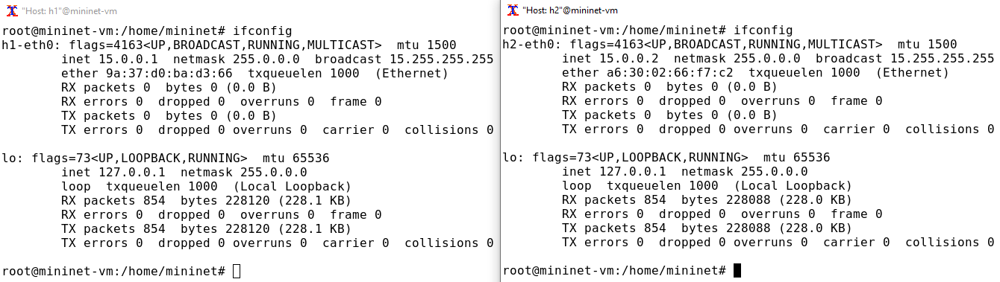 "Host: h1"@mininet-vm
root@mininet-vm:/home/mininet# ifconfig
h1-eth0: flags=4163<UP,BROADCAST,RUNNING,MULTICAST>  mtu 1500
        inet 15.0.0.1  netmask 255.0.0.0  broadcast 15.255.255.255
        ether 9a:37:d0:ba:d3:66  txqueuelen 1000  (Ethernet)
        RX packets 0  bytes 0 (0.0 B)
        RX errors 0  dropped 0  overruns 0  frame 0
        TX packets 0  bytes 0 (0.0 B)
        TX errors 0  dropped 0 overruns 0  carrier 0  collisions 0

lo: flags=73<UP,LOOPBACK,RUNNING>  mtu 65536
        inet 127.0.0.1  netmask 255.0.0.0
        loop  txqueuelen 1000  (Local Loopback)
        RX packets 854  bytes 228120 (228.1 KB)
        RX errors 0  dropped 0  overruns 0  frame 0
        TX packets 854  bytes 228120 (228.1 KB)
        TX errors 0  dropped 0 overruns 0  carrier 0  collisions 0

root@mininet-vm:/home/mininet#
"Host: h2"@mininet-vm
root@mininet-vm:/home/mininet# ifconfig
h2-eth0: flags=4163<UP,BROADCAST,RUNNING,MULTICAST>  mtu 1500
        inet 15.0.0.2  netmask 255.0.0.0  broadcast 15.255.255.255
        ether a6:30:02:66:f7:c2  txqueuelen 1000  (Ethernet)
        RX packets 0  bytes 0 (0.0 B)
        RX errors 0  dropped 0  overruns 0  frame 0
        TX packets 0  bytes 0 (0.0 B)
        TX errors 0  dropped 0 overruns 0  carrier 0  collisions 0

lo: flags=73<UP,LOOPBACK,RUNNING>  mtu 65536
        inet 127.0.0.1  netmask 255.0.0.0
        loop  txqueuelen 1000  (Local Loopback)
        RX packets 854  bytes 228088 (228.0 KB)
        RX errors 0  dropped 0  overruns 0  frame 0
        TX packets 854  bytes 228088 (228.0 KB)
        TX errors 0  dropped 0 overruns 0  carrier 0  collisions 0

root@mininet-vm:/home/mininet#